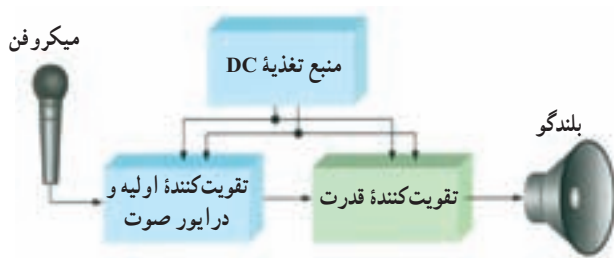 میکروفن
منبع تغذیهٔ DC
بلندگو
تقویت‌کنندهٔ اولیه و
درایور صوت
تقویت‌کنندهٔ قدرت